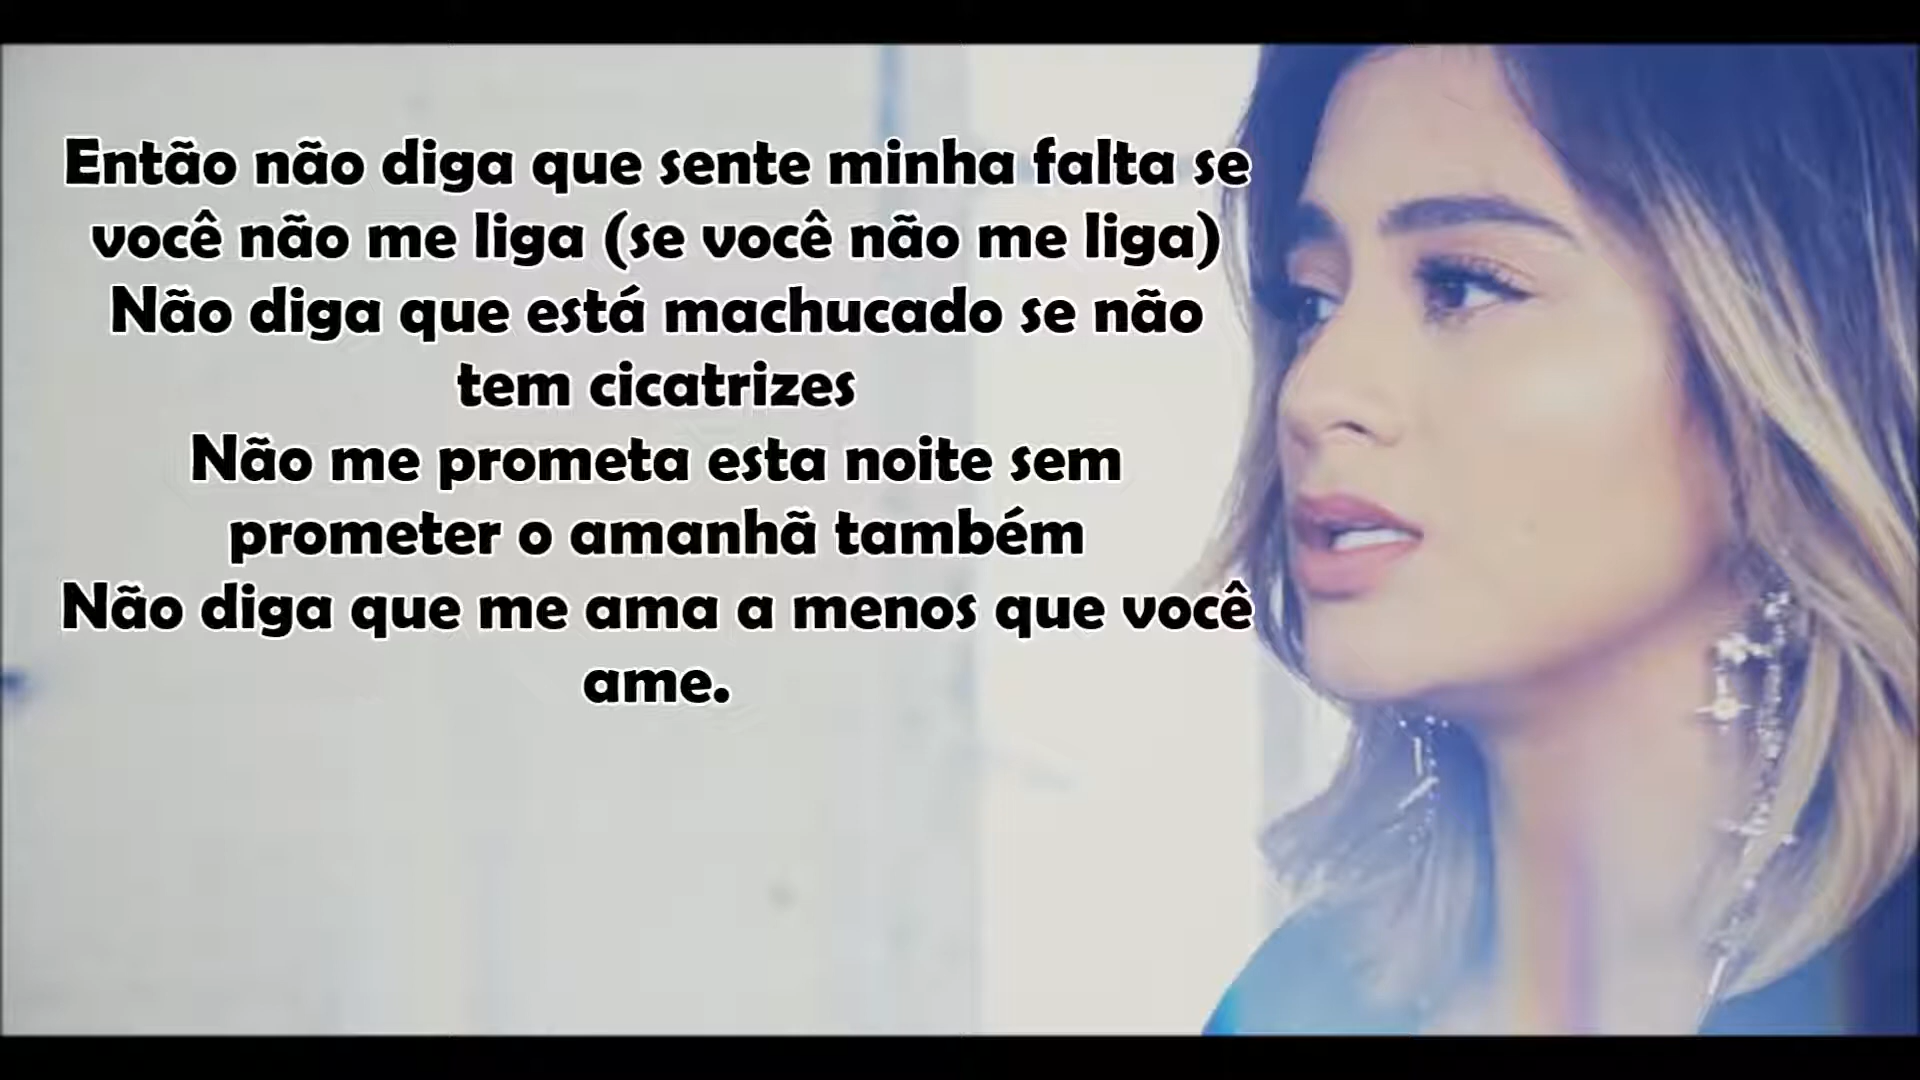 Então não diga que sente minha falta se
você não me liga (se você não me liga)
Não diga que está machucado se não
tem cicatrizes
Não me prometa esta noite sem
prometer o amanhã também
Não diga que me ama a menos que você
ame.